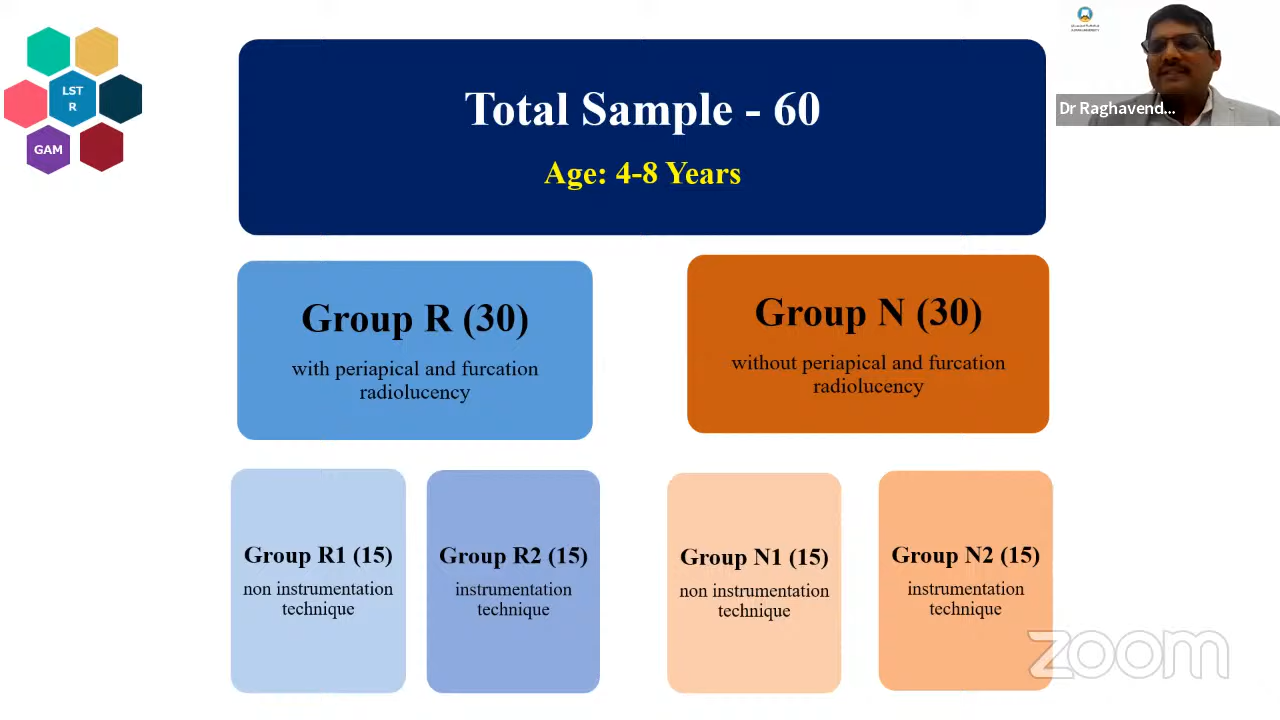 LST
R
GAM
Total Sample - 60
Age: 4-8 Years
Dr Raghavend...
Group R (30)
with periapical and furcation
radiolucency
Group N (30)
without periapical and furcation
radiolucency
Group R1 (15)
non instrumentation
technique
Group R2 (15)
instrumentation
technique
Group N1 (15)
non instrumentation
technique
Group N2 (15)
instrumentation
technique
zoom